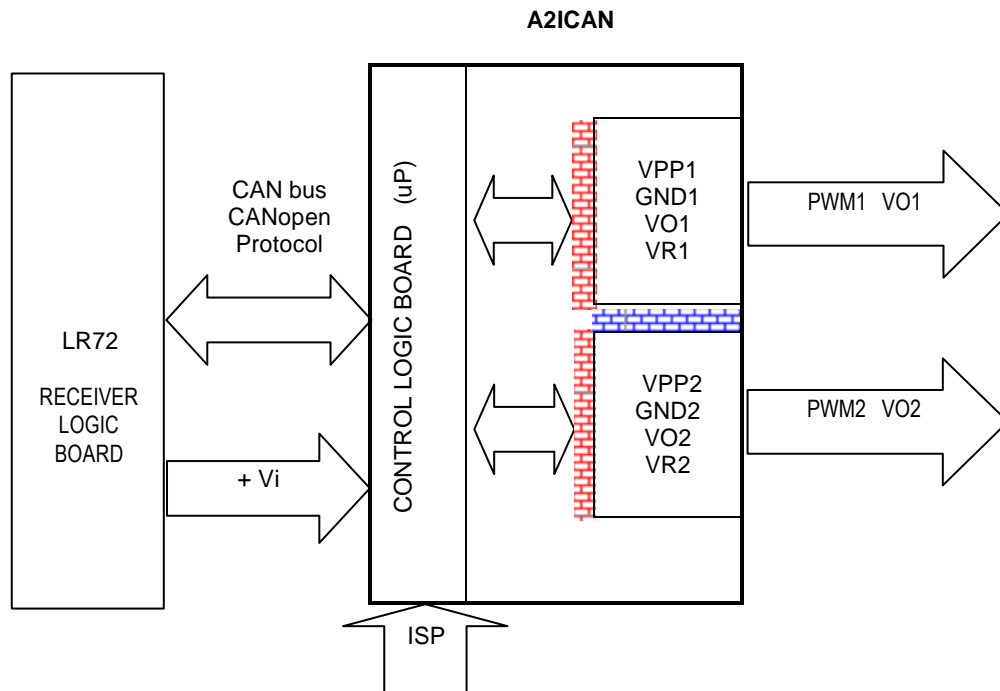 A2ICAN
LR72
RECEIVER
LOGIC
BOARD
CAN bus
CANopen
Protocol
+ Vi
CONTROL LOGIC BOARD (uP)
ISP
VPP1
GND1
VO1
VR1
PWM1 VO1
VPP2
GND2
VO2
VR2
PWM2 VO2